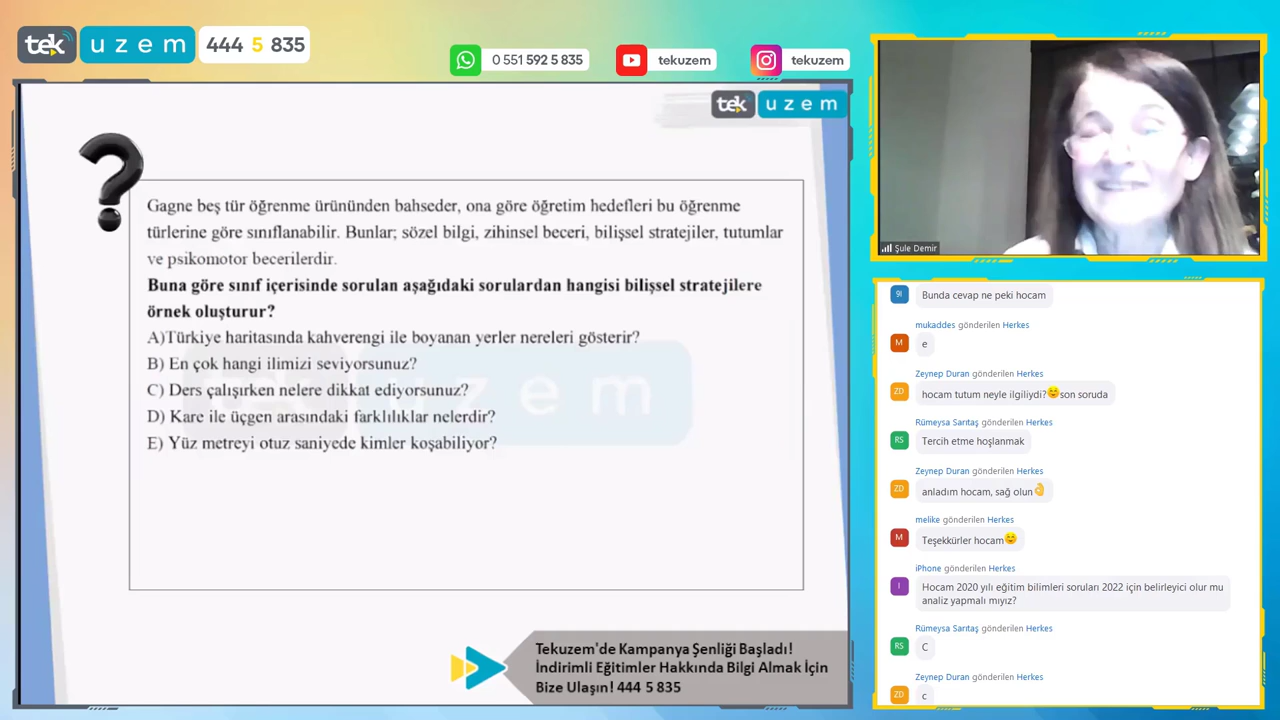 tek uzem 444 5 835
0 551 592 5 835
tekuzem
tekuzem
tek uzem
?
Gagne beş tür öğrenme ürününden bahseder, ona göre öğretim hedefleri bu öğrenme
türlerine göre sınıflanabilir. Bunlar; sözel bilgi, zihinsel beceri, bilişsel stratejiler, tutumlar
ve psikomotor becerilerdir.
Buna göre sınıf içerisinde sorulan aşağıdaki sorulardan hangisi bilişsel stratejilere
örnek oluşturur?
A)Türkiye haritasında kahverengi ile boyanan yerler nereleri gösterir?
B) En çok hangi ilimizi seviyorsunuz?
C) Ders çalışırken nelere dikkat ediyorsunuz?
D) Kare ile üçgen arasındaki farklılıklar nelerdir?
E) Yüz metreyi otuz saniyede kimler koşabiliyor?
uzem
Tekuzem'de Kampanya Şenliği Başladı!
İndirimli Eğitimler Hakkında Bilgi Almak İçin
Bize Ulaşın! 444 5 835
Şule Demir
9I
Bunda cevap ne peki hocam
mukaddes gönderilen Herkes
M
e
Zeynep Duran gönderilen Herkes
ZD
hocam tutum neyle ilgiliydi?😊son soruda
Rümeysa Sarıtaş gönderilen Herkes
RS
Tercih etme hoşlanmak
Zeynep Duran gönderilen Herkes
ZD
anladım hocam, sağ olun👌
melike gönderilen Herkes
M
Teşekkürler hocam😊
iPhone gönderilen Herkes
I
Hocam 2020 yılı eğitim bilimleri soruları 2022 için belirleyici olur mu
analiz yapmalı mıyız?
Rümeysa Sarıtaş gönderilen Herkes
RS
C
Zeynep Duran gönderilen Herkes
ZD
c